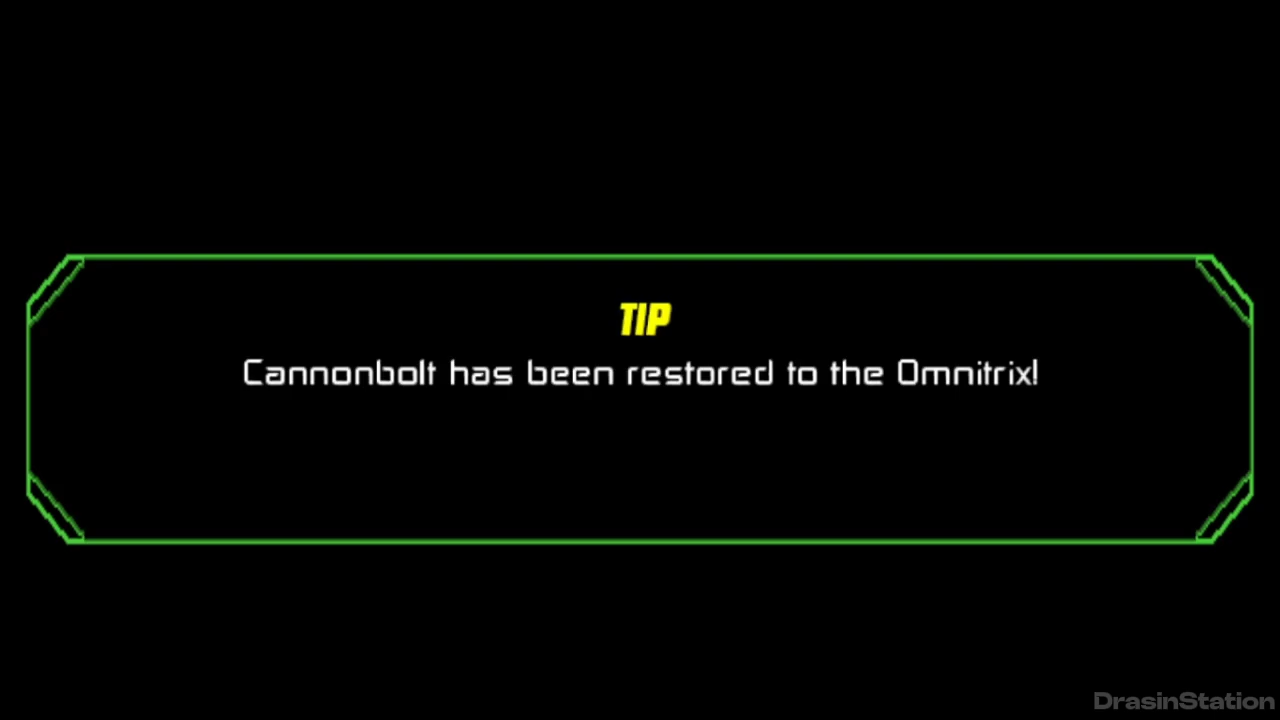 TIP
Cannonbolt has been restored to the Omnitrix!
DrasinStation